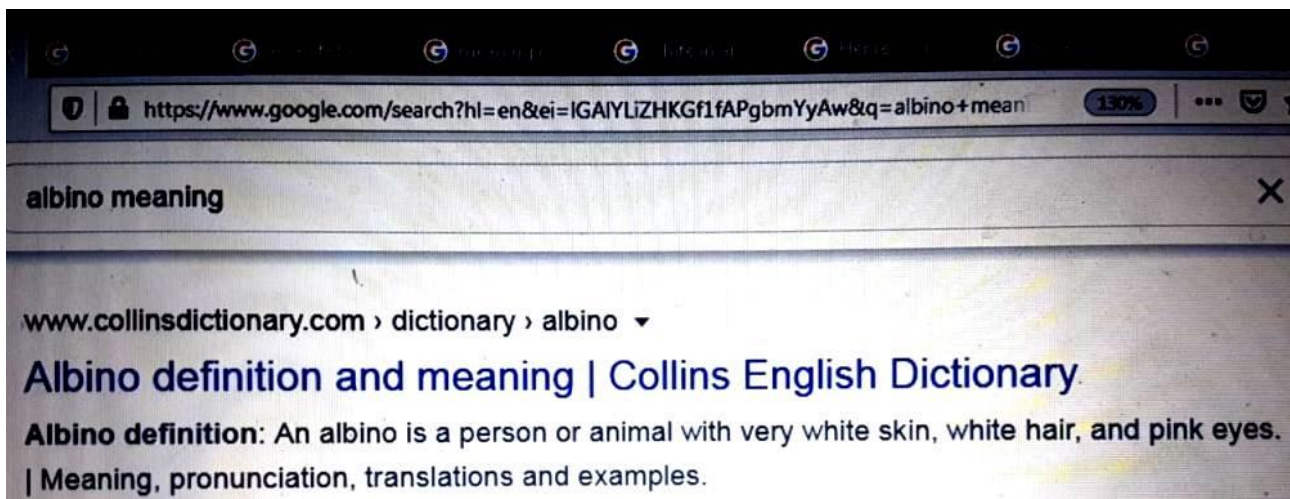 https://www.google.com/search?hl=en&ei=IGAlYLiZHKGf1fAPgbmYyAw&q=albino+mean 130%
albino meaning
www.collinsdictionary.com › dictionary › albino
Albino definition and meaning | Collins English Dictionary
Albino definition: An albino is a person or animal with very white skin, white hair, and pink eyes.
| Meaning, pronunciation, translations and examples.